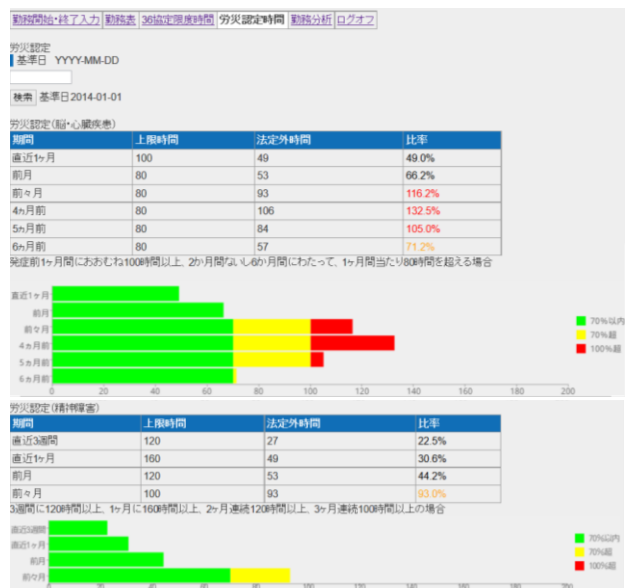 勤務開始・終了入力 勤務表 36協定限度時間 労災認定時間 勤務分析 ログオフ
労災認定
基準日 YYYY-MM-DD
検索 基準日2014-01-01
労災認定(脳・心臓疾患)
期間 上限時間 法定外時間 比率
直近1ヶ月 100 49 49.0%
前月 80 53 66.2%
前々月 80 93 116.2%
4ヵ月前 80 106 132.5%
5ヵ月前 80 84 105.0%
6ヵ月前 80 57 71.2%
発症前1ヶ月間におおむね100時間以上、2か月間ないし6か月間にわたって、1ヶ月間当たり80時間を超える場合
直近1ヶ月
前月
前々月
4ヵ月前
5ヵ月前
6ヵ月前
0 20 40 60 80 100 120 140 160 180 200
70%以内
70%超
100%超
労災認定(精神障害)
期間 上限時間 法定外時間 比率
直近3週間 120 27 22.5%
直近1ヶ月 160 49 30.6%
前月 120 53 44.2%
前々月 100 93 93.0%
3週間に120時間以上、1ヶ月に160時間以上、2ヶ月連続120時間以上、3ヶ月連続100時間以上の場合
直近3週間
直近1ヶ月
前月
前々月
0 20 40 60 80 100 120 140 160 180 200
70%以内
70%超
100%超